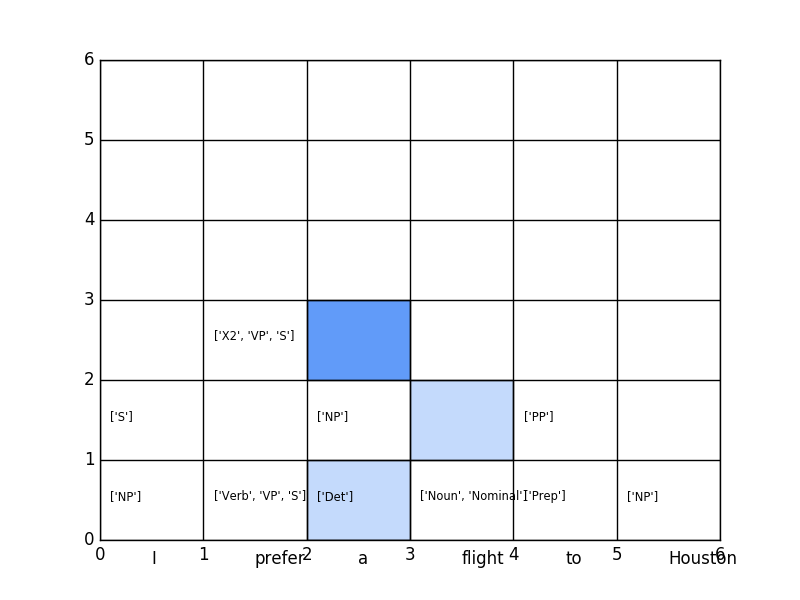 6
5
4
3
['X2', 'VP', 'S']
2
['S'] ['NP'] ['PP']
1
['NP'] ['Verb', 'VP', 'S'] ['Det'] ['Noun', 'Nominal'] ['Prep'] ['NP']
0
0 1 2 3 4 5 6
I prefer a flight to Houston